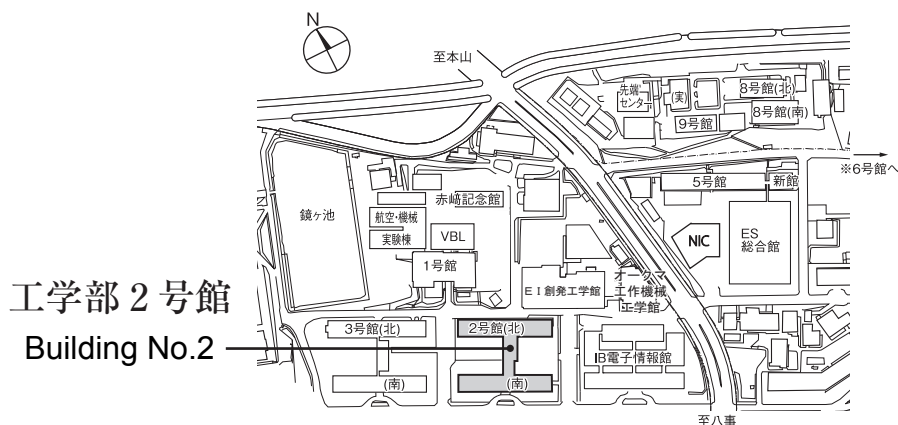 N
至本山
先端
センター
(実)
8号館(北)
8号館(南)
9号館
※6号館へ
5号館
新館
鏡ヶ池
赤﨑記念館
航空・機械
実験棟
VBL
1号館
NIC
ES
総合館
EI創発工学館
オークマ
工作機械
工学館
工学部2号館
Building No.2
3号館(北)
(南)
2号館(北)
(南)
IB電子情報館
至八事